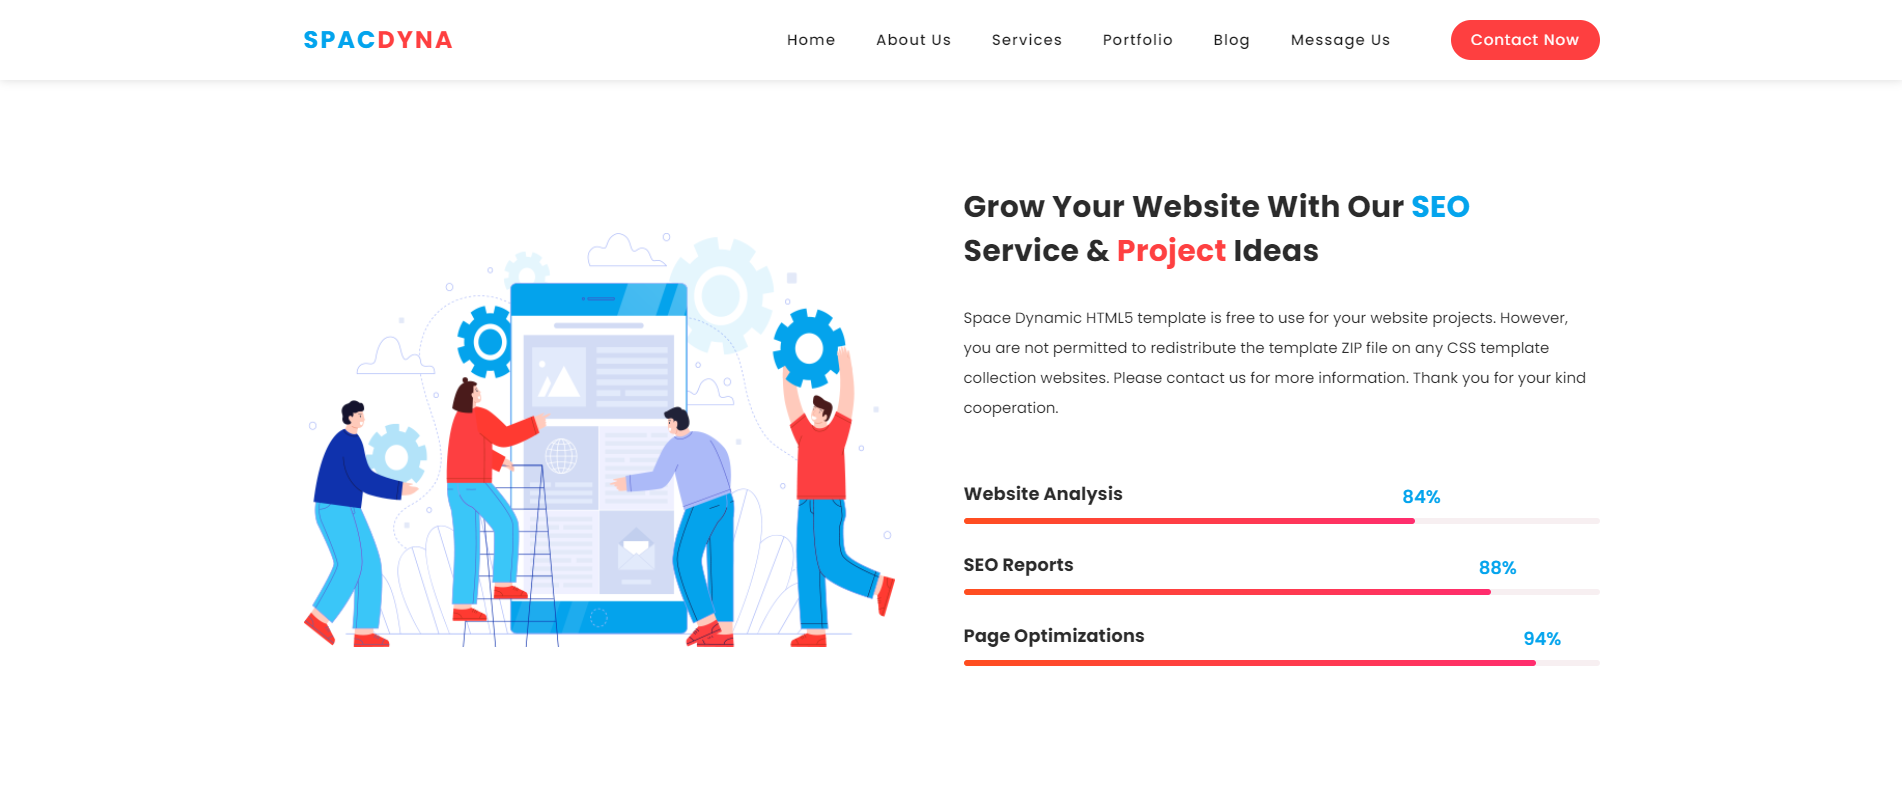 SPACDYNA
Home About Us Services Portfolio Blog Message Us Contact Now
Grow Your Website With Our SEO
Service & Project Ideas
Space Dynamic HTML5 template is free to use for your website projects. However,
you are not permitted to redistribute the template ZIP file on any CSS template
collection websites. Please contact us for more information. Thank you for your kind
cooperation.
Website Analysis 84%
SEO Reports 88%
Page Optimizations 94%